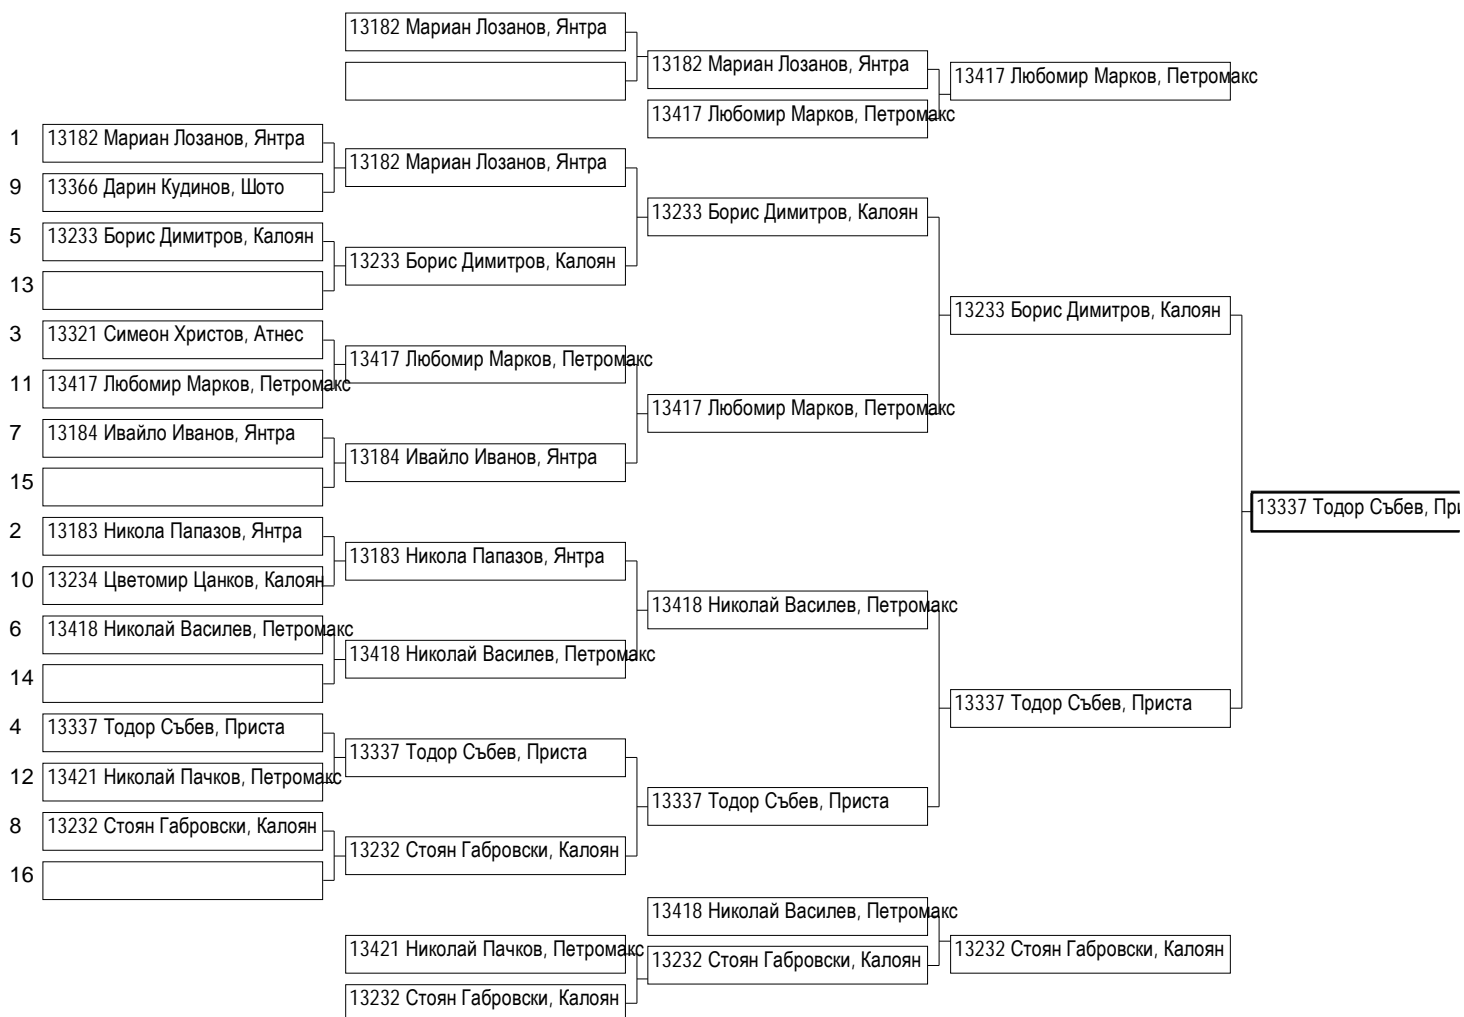 13182 Мариан Лозанов, Янтра
13182 Мариан Лозанов, Янтра
13417 Любомир Марков, Петромакс
13417 Любомир Марков, Петромакс
1 13182 Мариан Лозанов, Янтра
13182 Мариан Лозанов, Янтра
9 13366 Дарин Кудинов, Шото
13233 Борис Димитров, Калоян
5 13233 Борис Димитров, Калоян
13233 Борис Димитров, Калоян
13
13233 Борис Димитров, Калоян
3 13321 Симеон Христов, Атнес
13417 Любомир Марков, Петромакс
11 13417 Любомир Марков, Петромакс
13417 Любомир Марков, Петромакс
7 13184 Ивайло Иванов, Янтра
13184 Ивайло Иванов, Янтра
15
13337 Тодор Събев, При
2 13183 Никола Папазов, Янтра
13183 Никола Папазов, Янтра
10 13234 Цветомир Цанков, Калоян
13418 Николай Василев, Петромакс
6 13418 Николай Василев, Петромакс
13418 Николай Василев, Петромакс
14
13337 Тодор Събев, Приста
4 13337 Тодор Събев, Приста
13337 Тодор Събев, Приста
12 13421 Николай Пачков, Петромакс
13337 Тодор Събев, Приста
8 13232 Стоян Габровски, Калоян
13232 Стоян Габровски, Калоян
16
13418 Николай Василев, Петромакс
13421 Николай Пачков, Петромакс
13232 Стоян Габровски, Калоян
13232 Стоян Габровски, Калоян
13232 Стоян Габровски, Калоян